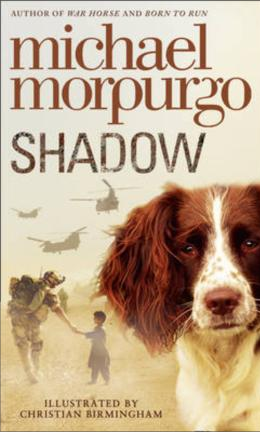 AUTHOR OF WAR HORSE AND BORN TO RUN
michael
morpurgo
SHADOW
ILLUSTRATED BY
CHRISTIAN BIRMINGHAM